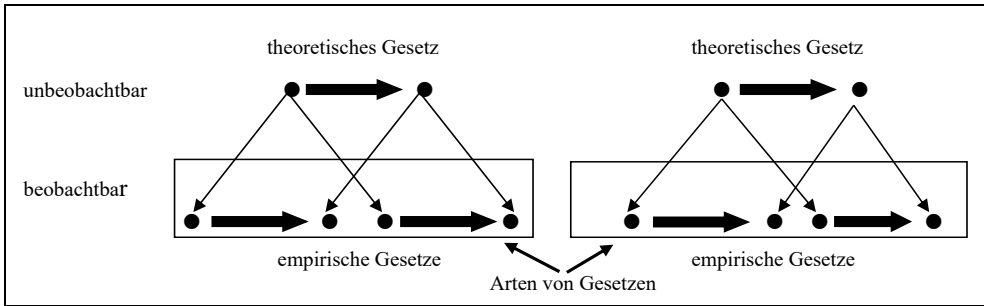 theoretisches Gesetz theoretisches Gesetz
unbeobachtbar
beobachtbar
empirische Gesetze empirische Gesetze
Arten von Gesetzen